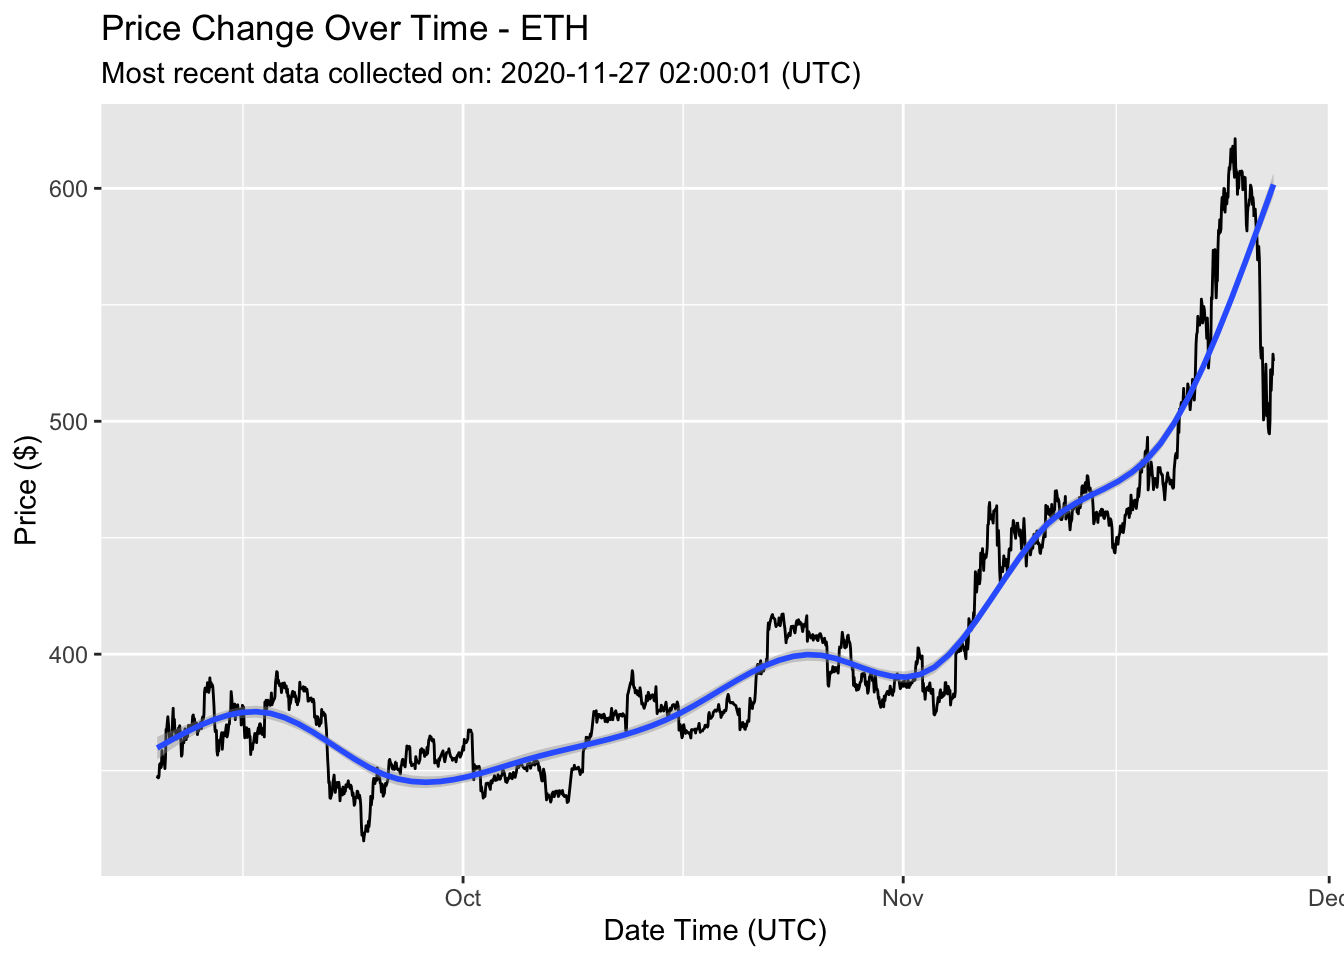 Price Change Over Time - ETH
Most recent data collected on: 2020-11-27 02:00:01 (UTC)
Price ($)
600
500
400
Oct
Nov
Dec
Date Time (UTC)